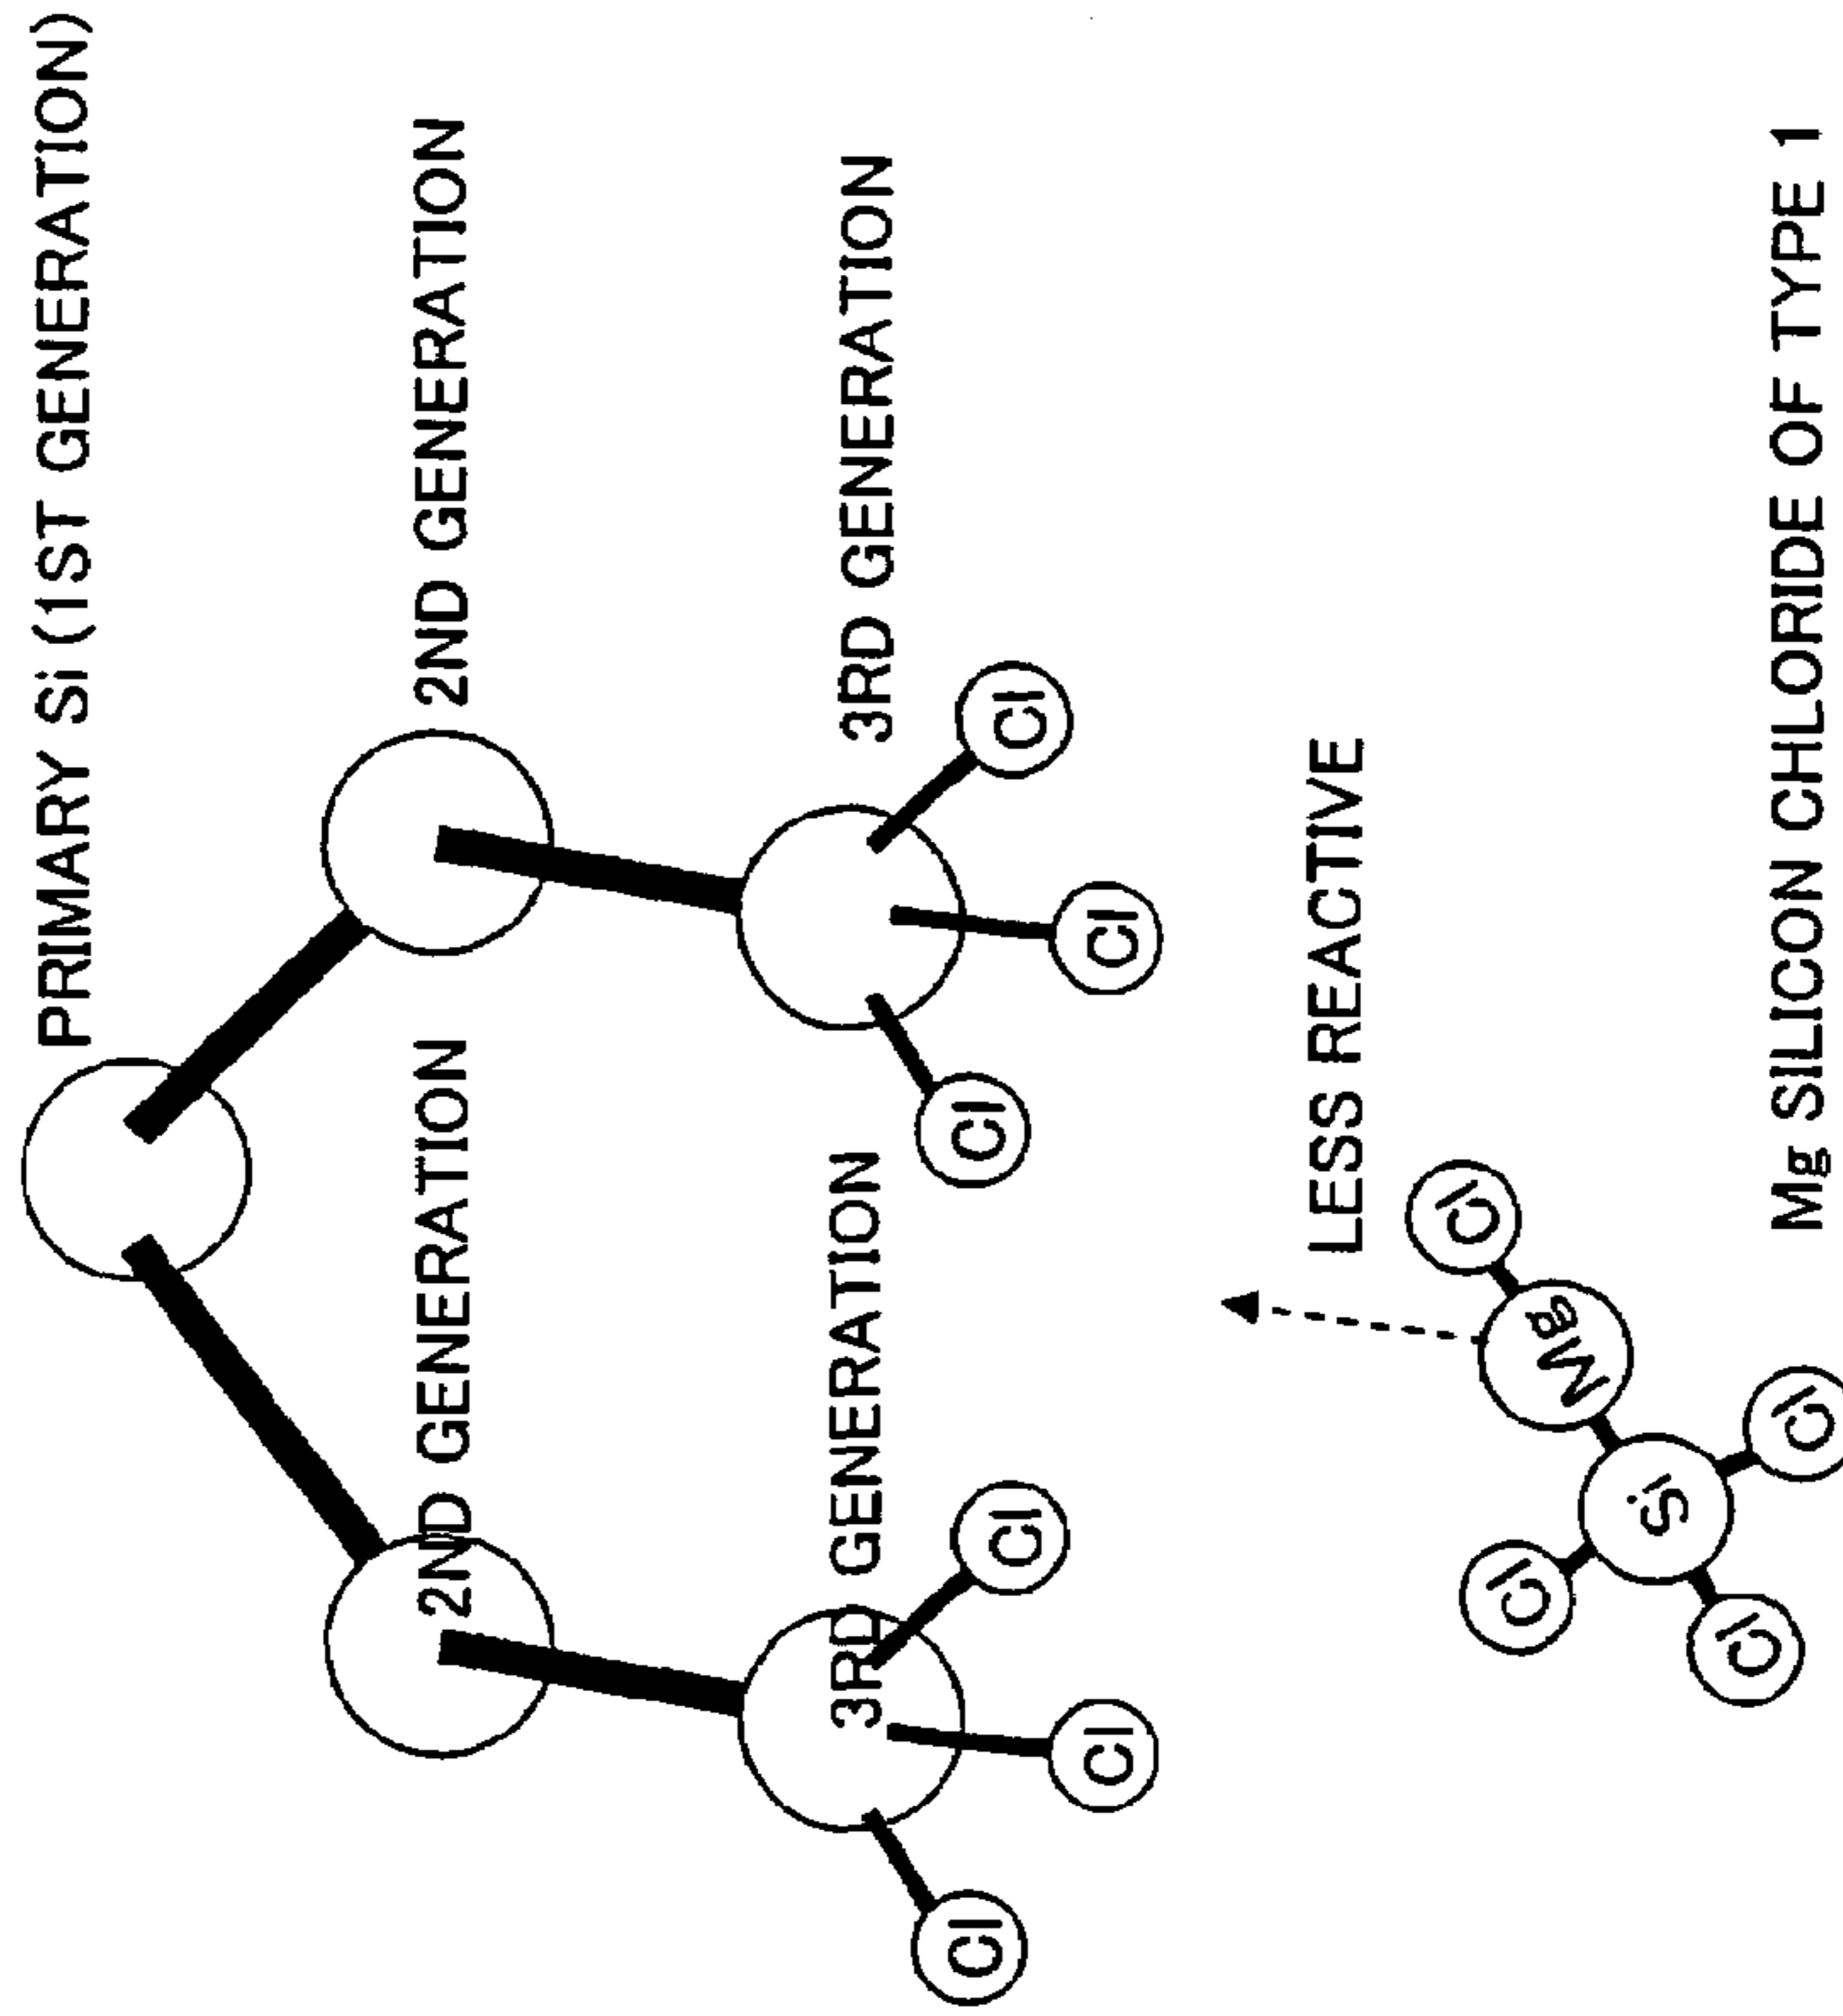 PRIMARY Si (1ST GENERATION)
2ND GENERATION
2ND GENERATION
3RD GENERATION
3RD GENERATION
Cl
Cl
Cl
Cl
Cl
Cl
LESS REACTIVE
Cl
Cl
Mg
Si
Cl
Cl
Mg SILICON CHLORIDE OF TYPE 1